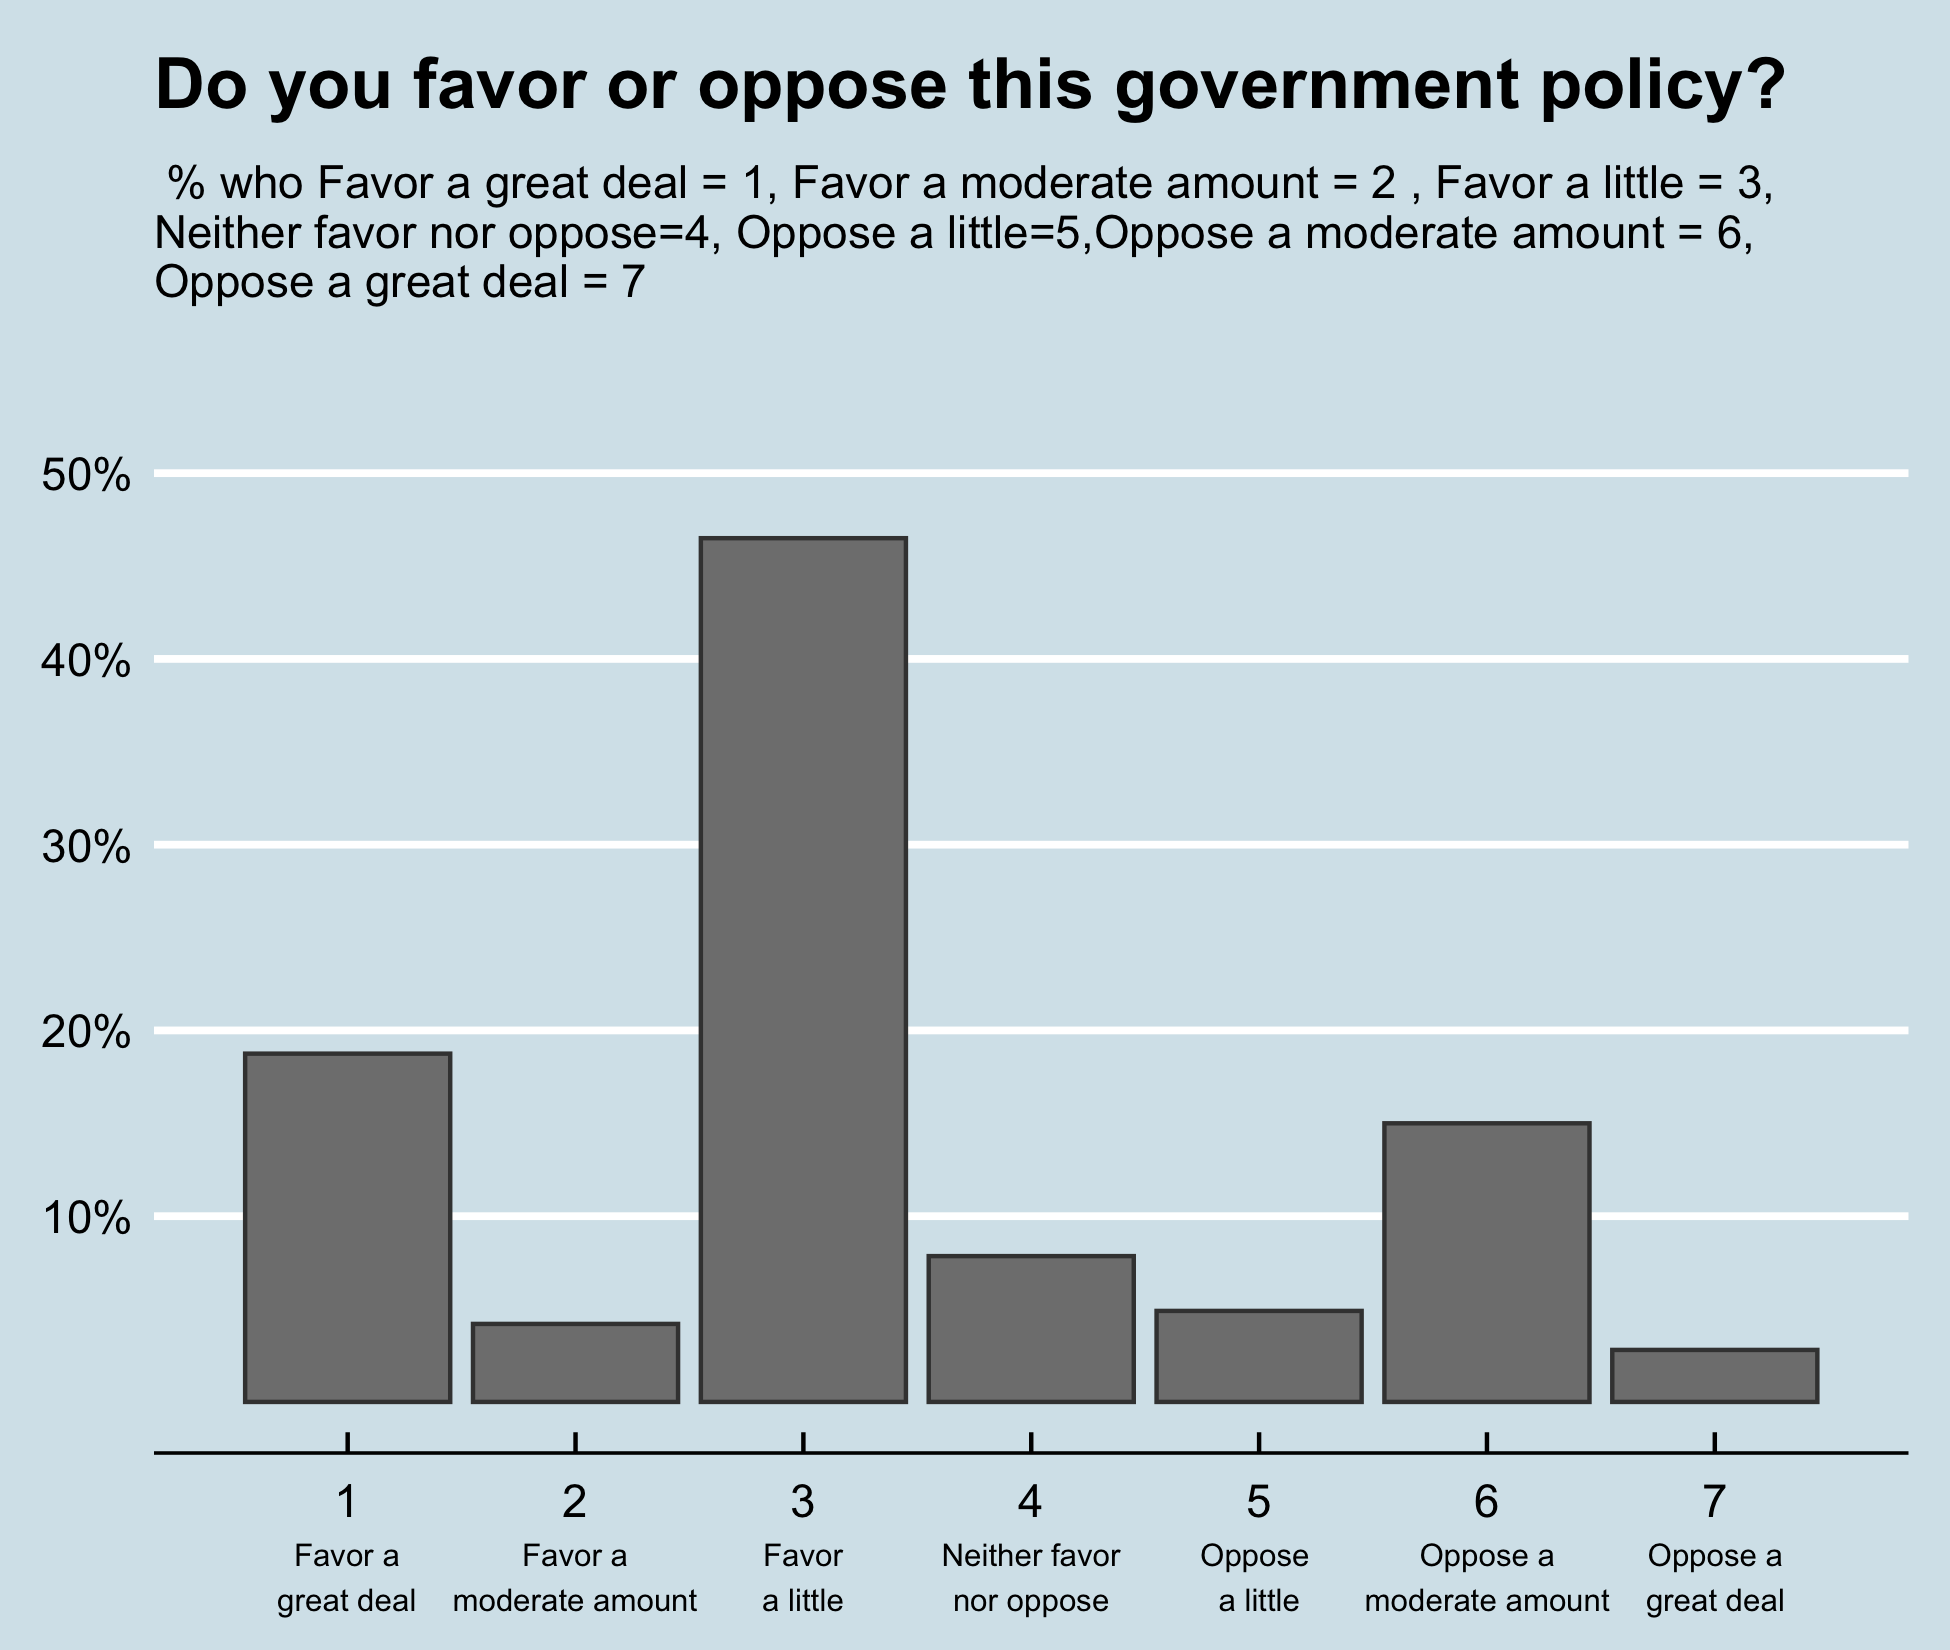 Do you favor or oppose this government policy?
% who Favor a great deal = 1, Favor a moderate amount = 2 , Favor a little = 3,
Neither favor nor oppose=4, Oppose a little=5,Oppose a moderate amount = 6,
Oppose a great deal = 7
50%
40%
30%
20%
10%
1 2 3 4 5 6 7
Favor a Favor a Favor Neither favor Oppose Oppose a Oppose a
great deal moderate amount a little nor oppose a little moderate amount great deal